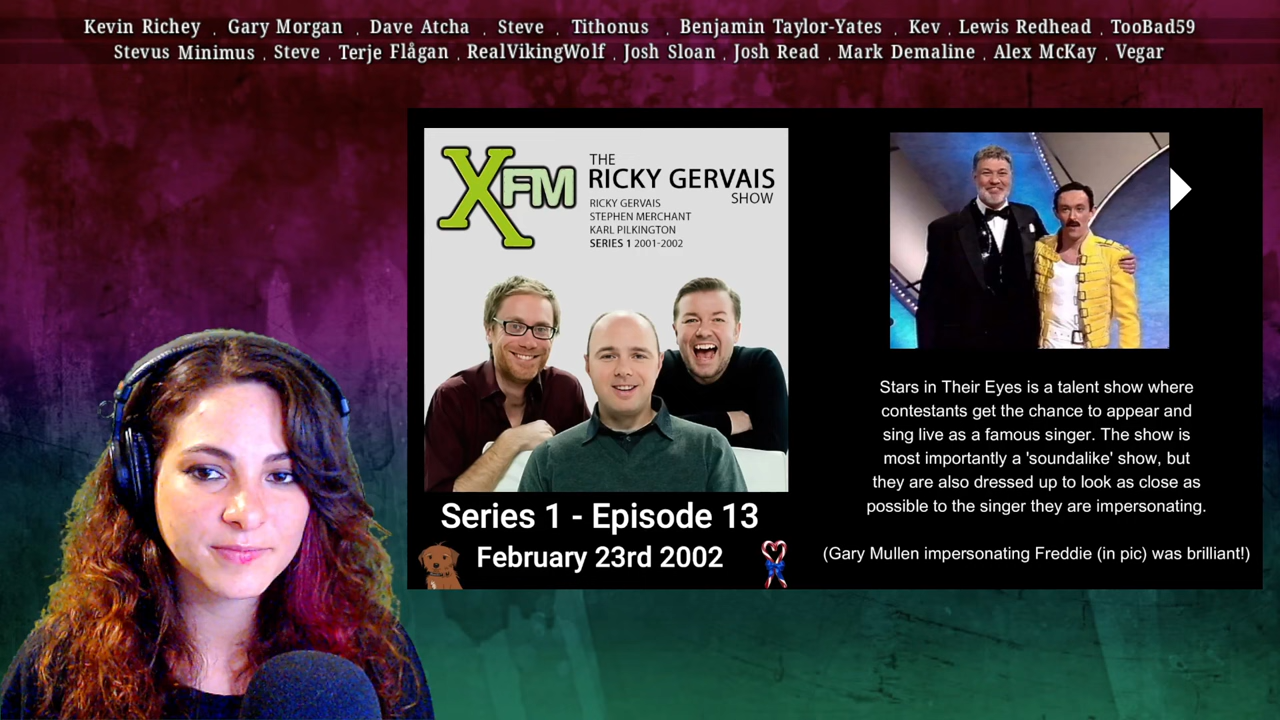 Kevin Richey , Gary Morgan , Dave Atcha , Steve , Tithonus , Benjamin Taylor-Yates , Kev , Lewis Redhead , TooBad59
Stevus Minimus , Steve , Terje Flågan , RealVikingWolf , Josh Sloan , Josh Read , Mark Demaline , Alex McKay , Vegar
XFM
THE
RICKY GERVAIS
SHOW
RICKY GERVAIS
STEPHEN MERCHANT
KARL PILKINGTON
SERIES 1 2001-2002
Series 1 - Episode 13
February 23rd 2002
Stars in Their Eyes is a talent show where
contestants get the chance to appear and
sing live as a famous singer. The show is
most importantly a 'soundalike' show, but
they are also dressed up to look as close as
possible to the singer they are impersonating.
(Gary Mullen impersonating Freddie (in pic) was brilliant!)